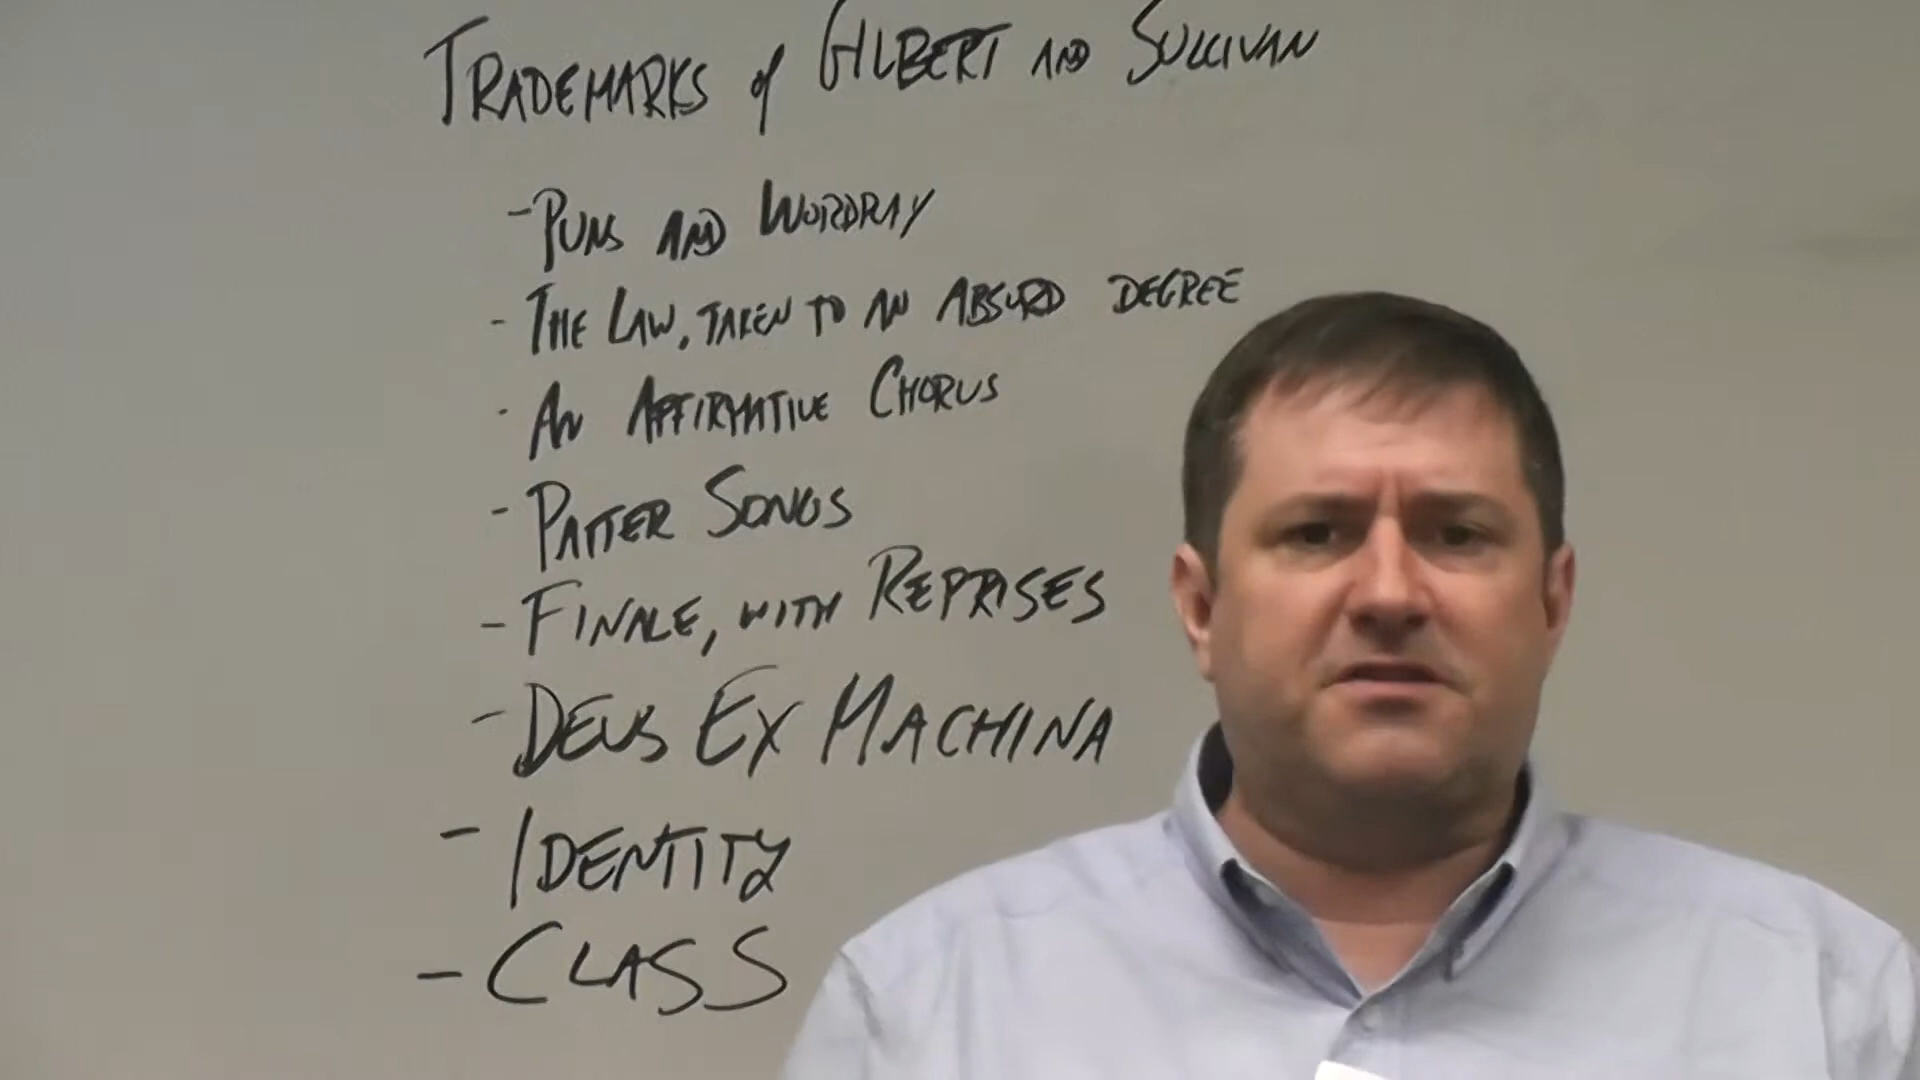 TRADEMARKS of GILBERT AND SULLIVAN
- PUNS AND WORDPLAY
- THE LAW, TAKEN TO AN ABSURD DEGREE
- AN AFFIRMATIVE CHORUS
- PATTER SONGS
- FINALE, WITH REPRISES
- DEUS EX MACHINA
- IDENTITY
- CLASS